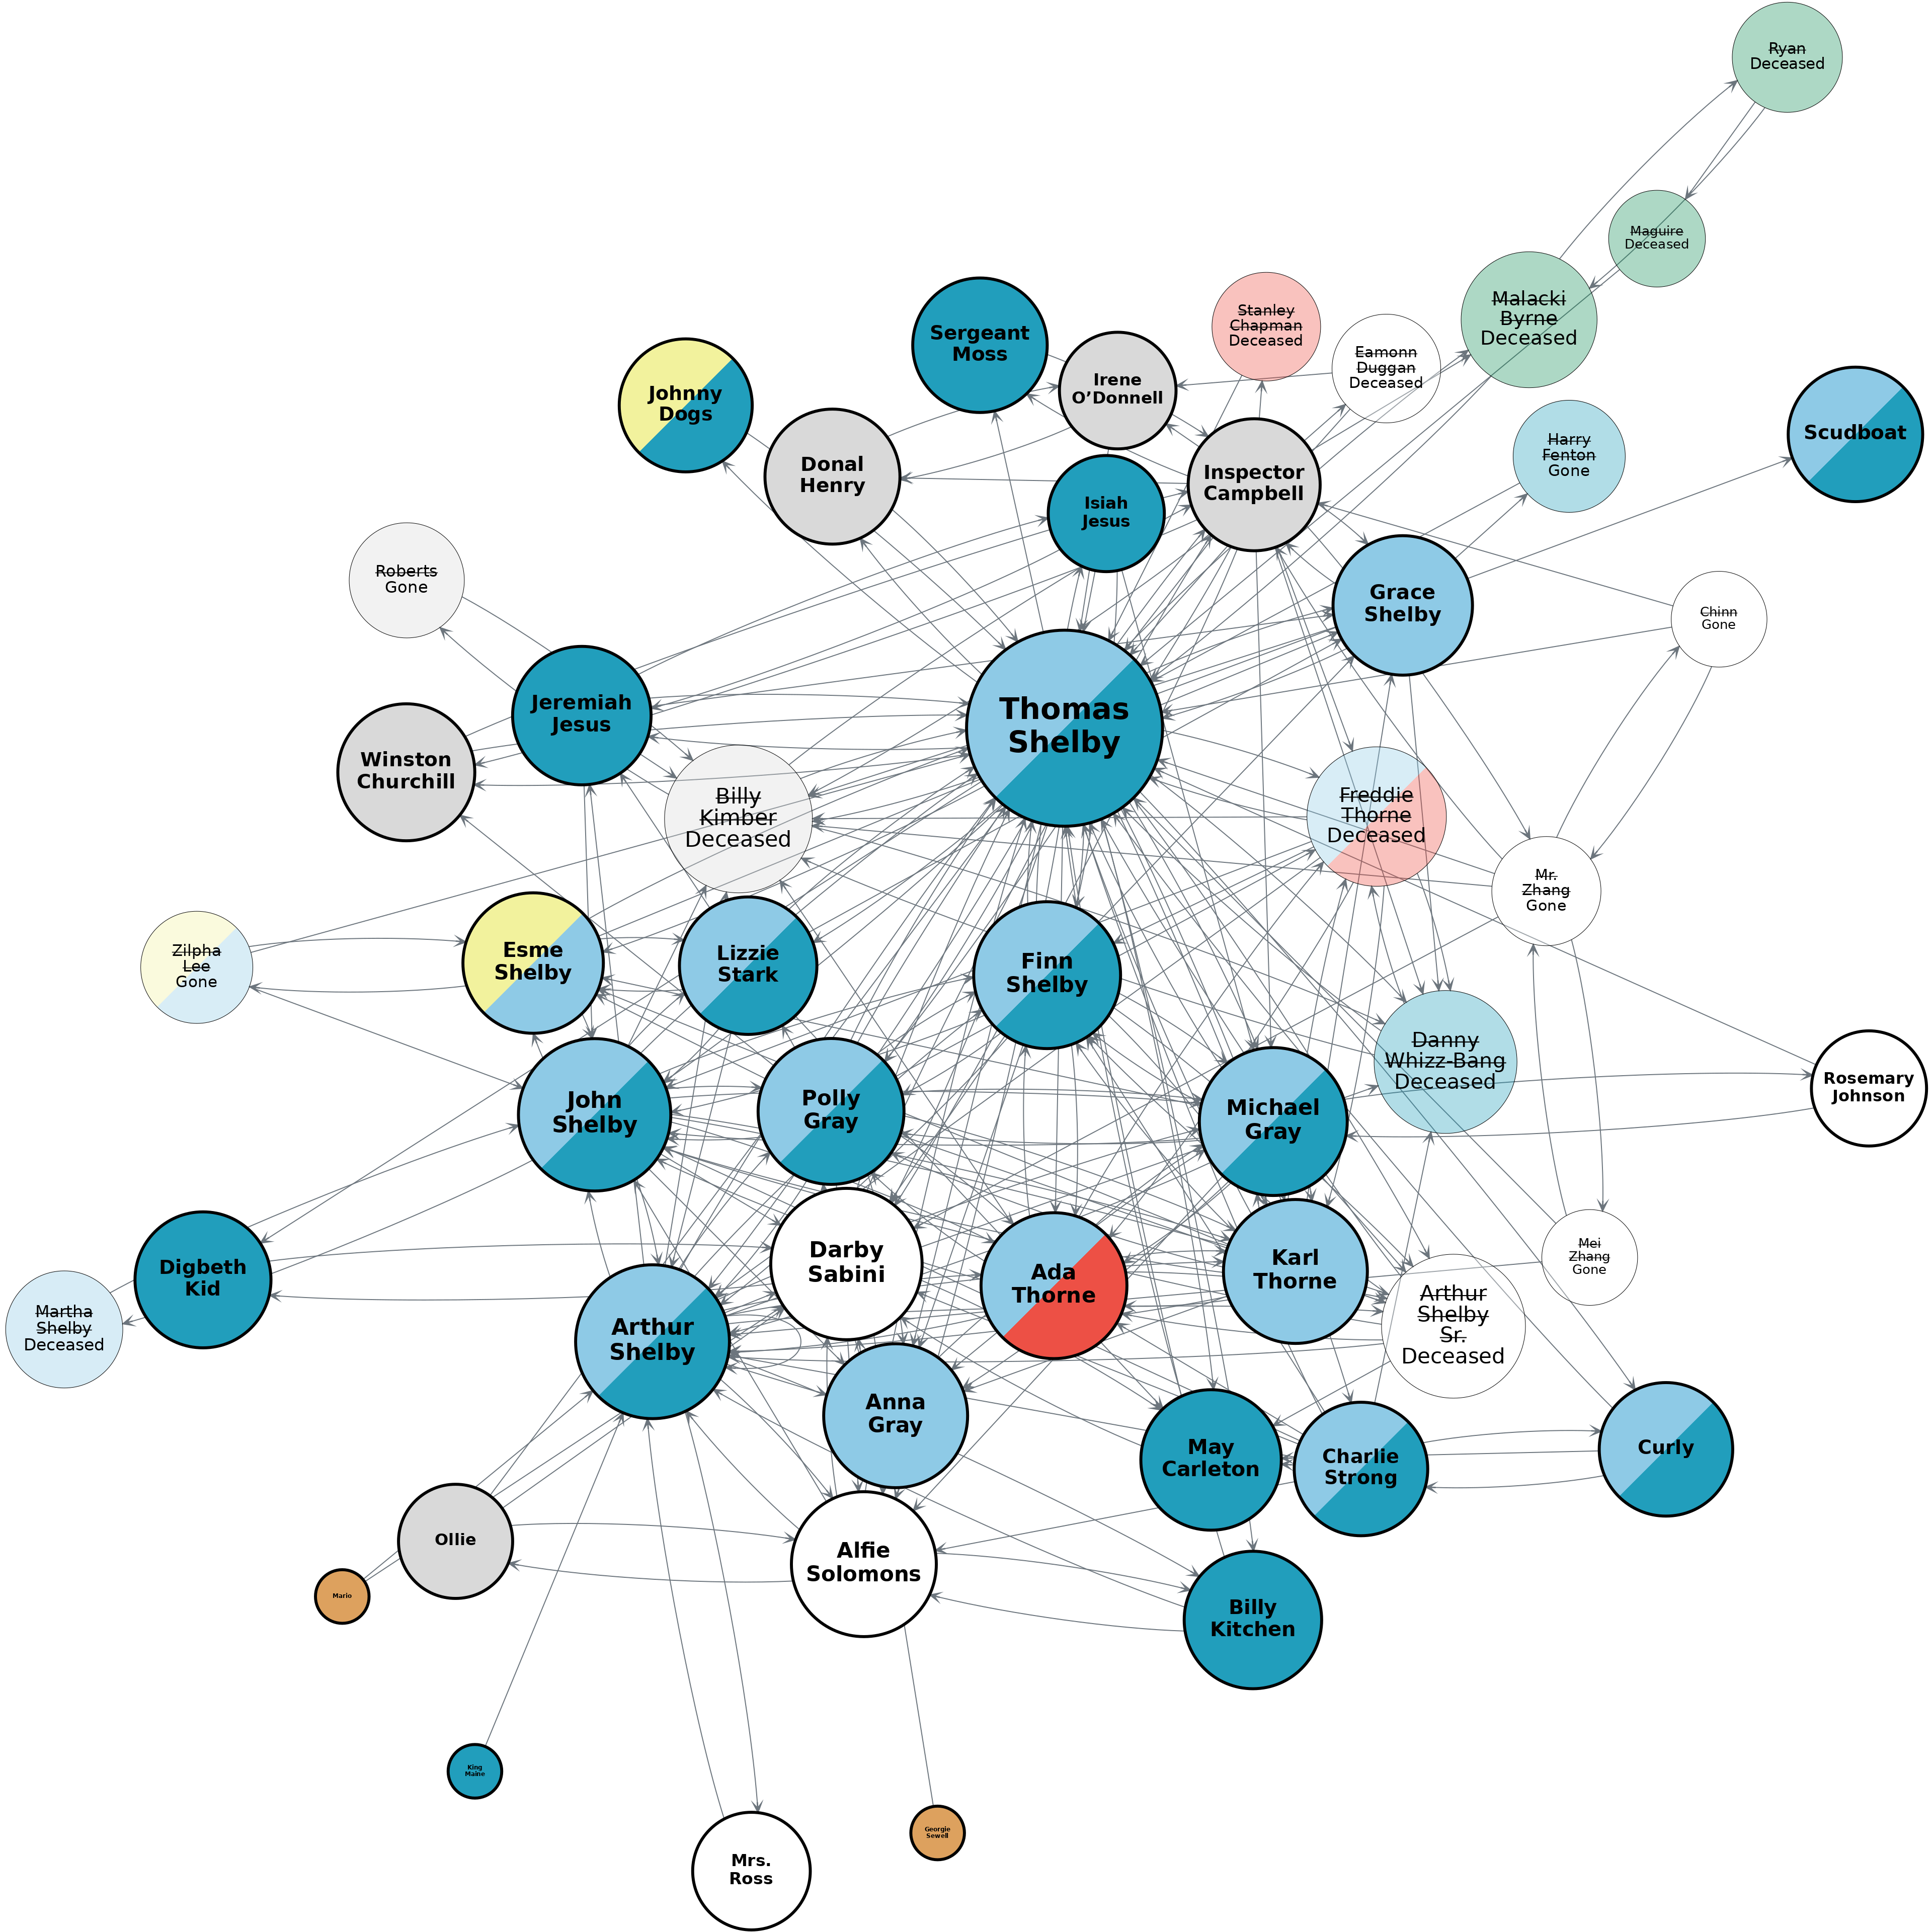 Ryan
Deceased
Maguire
Deceased
Malacki
Byrne
Deceased
Stanley
Chapman
Deceased
Sergeant
Moss
Irene
O’Donnell
Eamonn
Duggan
Deceased
Johnny
Dogs
Scudboat
Harry
Fenton
Gone
Donal
Henry
Inspector
Campbell
Isiah
Jesus
Roberts
Gone
Grace
Shelby
Chinn
Gone
Jeremiah
Jesus
Thomas
Shelby
Winston
Churchill
Billy
Kimber
Deceased
Freddie
Thorne
Deceased
Mr.
Zhang
Gone
Zilpha
Lee
Gone
Esme
Shelby
Lizzie
Stark
Finn
Shelby
Danny
Whizz-Bang
Deceased
Rosemary
Johnson
John
Shelby
Polly
Gray
Michael
Gray
Digbeth
Kid
Darby
Sabini
Ada
Thorne
Karl
Thorne
Mei
Zhang
Gone
Martha
Shelby
Deceased
Arthur
Shelby
Arthur
Shelby
Sr.
Deceased
Anna
Gray
May
Carleton
Charlie
Strong
Curly
Ollie
Alfie
Solomons
Mario
Billy
Kitchen
King
Maine
Georgie
Sewell
Mrs.
Ross